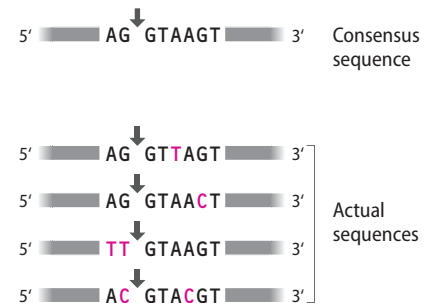 5' AG GTAAGT 3' Consensus
sequence
5' AG GTTAGT 3'
5' AG GTAACT 3'
Actual
sequences
5' TT GTAAGT 3'
5' AC GTACGT 3'